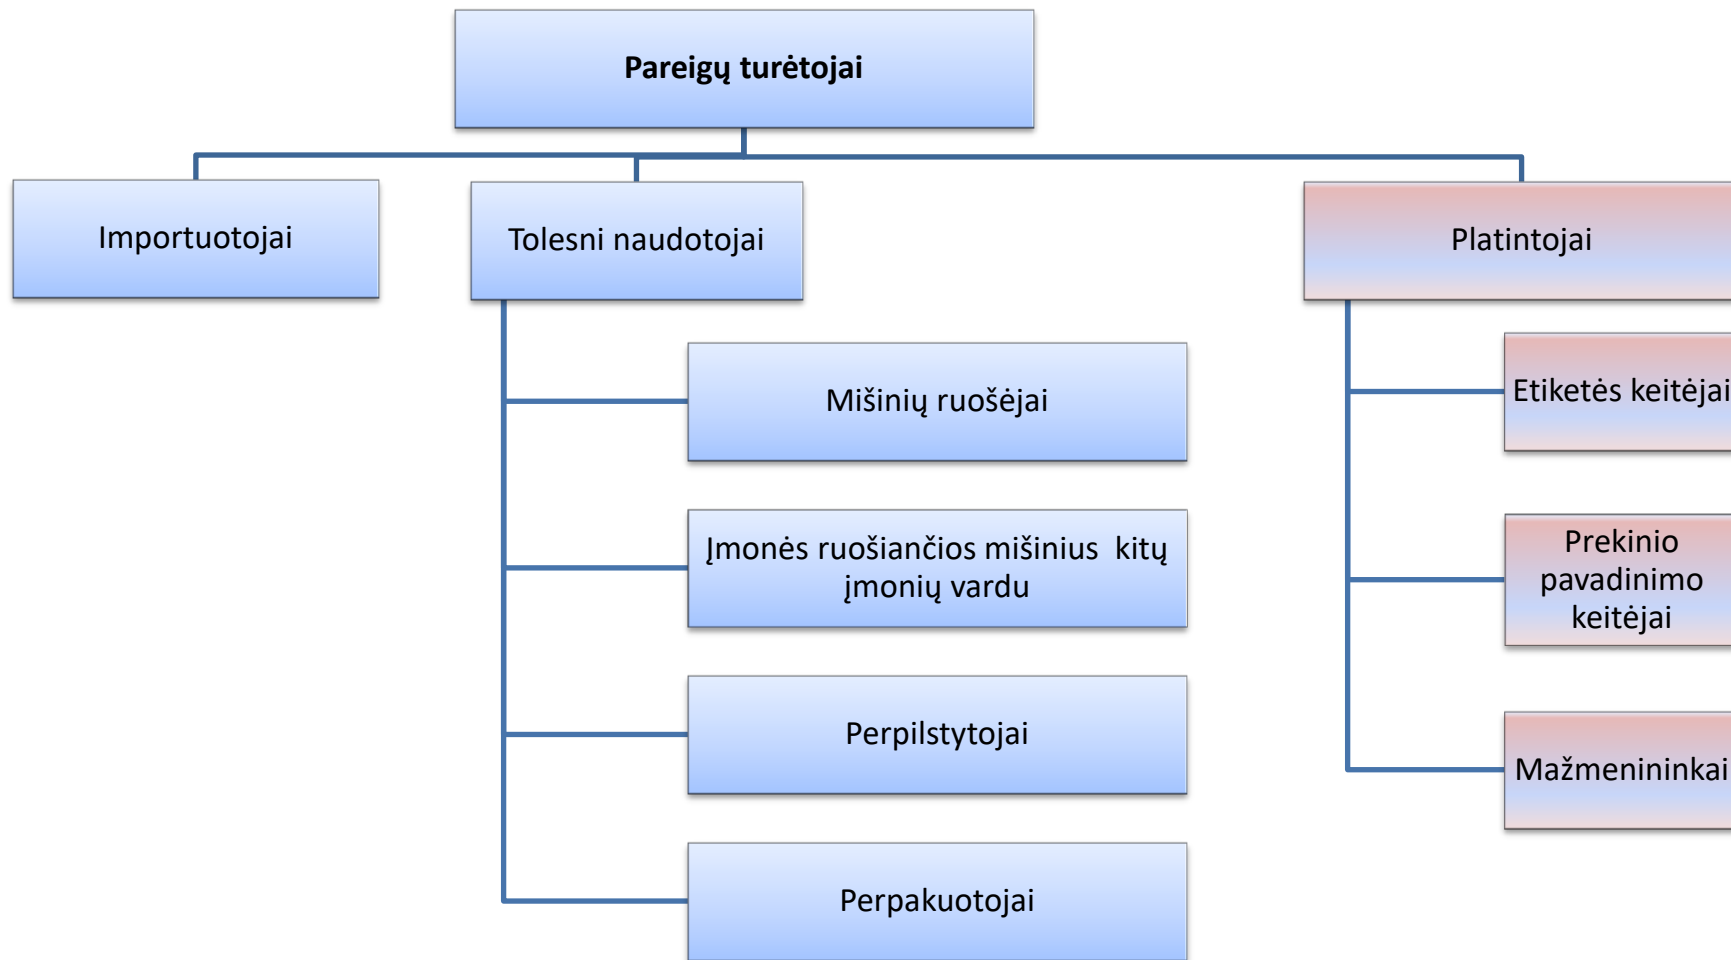 Pareigų turėtojai
Importuotojai
Tolesni naudotojai
Platintojai
Mišinių ruošėjai
Įmonės ruošiančios mišinius  kitų
įmonių vardu
Perpilstytojai
Perpakuotojai
Etiketės keitėjai
Prekinio
pavadinimo
keitėjai
Mažmenininkai